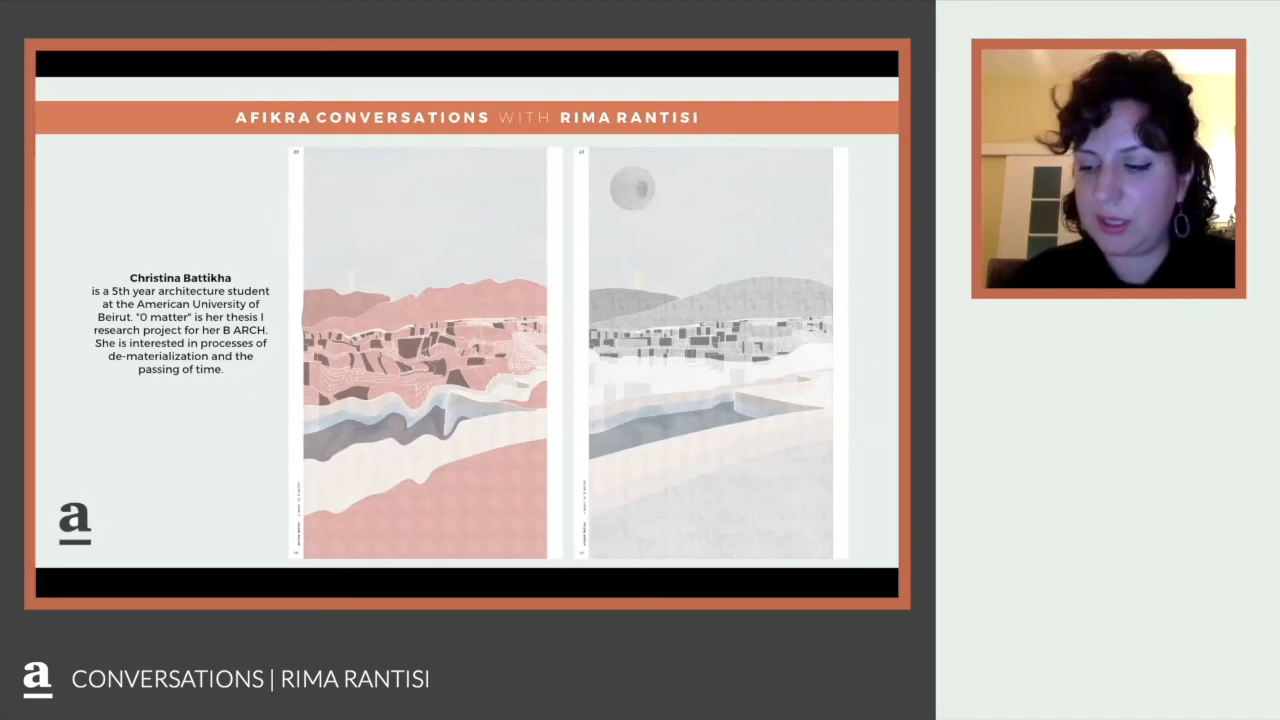 AFIKRA CONVERSATIONS WITH RIMA RANTISI
Christina Battikha
is a 5th year architecture student
at the American University of
Beirut. "0 matter" is her thesis I
research project for her B ARCH.
She is interested in processes of
de-materialization and the
passing of time.
a
a
CONVERSATIONS | RIMA RANTISI